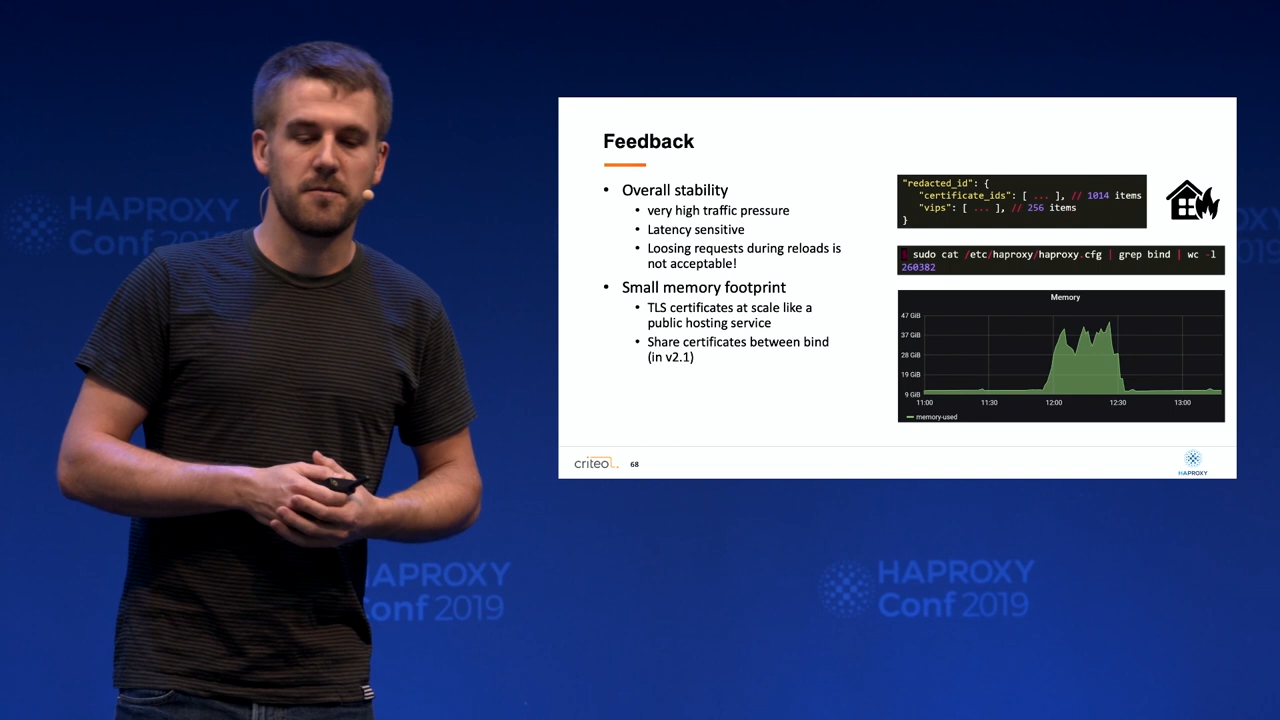 HAPROXY
Conf 2019
Feedback
• Overall stability
• very high traffic pressure
• Latency sensitive
• Loosing requests during reloads is
not acceptable!
• Small memory footprint
• TLS certificates at scale like a
public hosting service
• Share certificates between bind
(in v2.1)
"redacted_id": {
"certificate_ids": [ ... ], // 1014 items
"vips": [ ... ], // 256 items
}
sudo cat /etc/haproxy/haproxy.cfg | grep bind | wc -l
260382
Memory
47 GiB
37 GiB
28 GiB
19 GiB
9 GiB
11:00 11:30 12:00 12:30 13:00
memory-used
criteo
68
HAPROXY
HAPROXY
Conf 2019
HAPROXY
Conf 2019